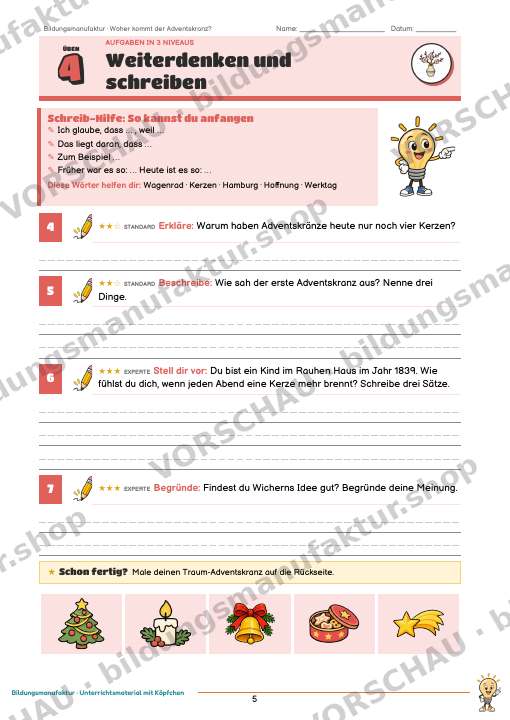 Bildungsmanufaktur · Woher kommt der Adventskranz?
Name: Datum:
ÜBEN
4
AUFGABEN IN 3 NIVEAUS
Weiterdenken und
schreiben
Schreib-Hilfe: So kannst du anfangen
Ich glaube, dass …, weil …
Das liegt daran, dass …
Zum Beispiel …
Früher war es so: … Heute ist es so: …
Diese Wörter helfen dir: Wagenrad · Kerzen · Hamburg · Hoffnung · Werktag
4 ★★☆ STANDARD Erkläre: Warum haben Adventskränze heute nur noch vier Kerzen?
5 ★★☆ STANDARD Beschreibe: Wie sah der erste Adventskranz aus? Nenne drei
Dinge.
6 ★★★ EXPERTE Stell dir vor: Du bist ein Kind im Rauhen Haus im Jahr 1839. Wie
fühlst du dich, wenn jeden Abend eine Kerze mehr brennt? Schreibe drei Sätze.
7 ★★★ EXPERTE Begründe: Findest du Wicherns Idee gut? Begründe deine Meinung.
★ Schon fertig? Male deinen Traum-Adventskranz auf die Rückseite.
Bildungsmanufaktur · Unterrichtsmaterial mit Köpfchen
5
VORSCHAU · bildungsmanufaktur.shop